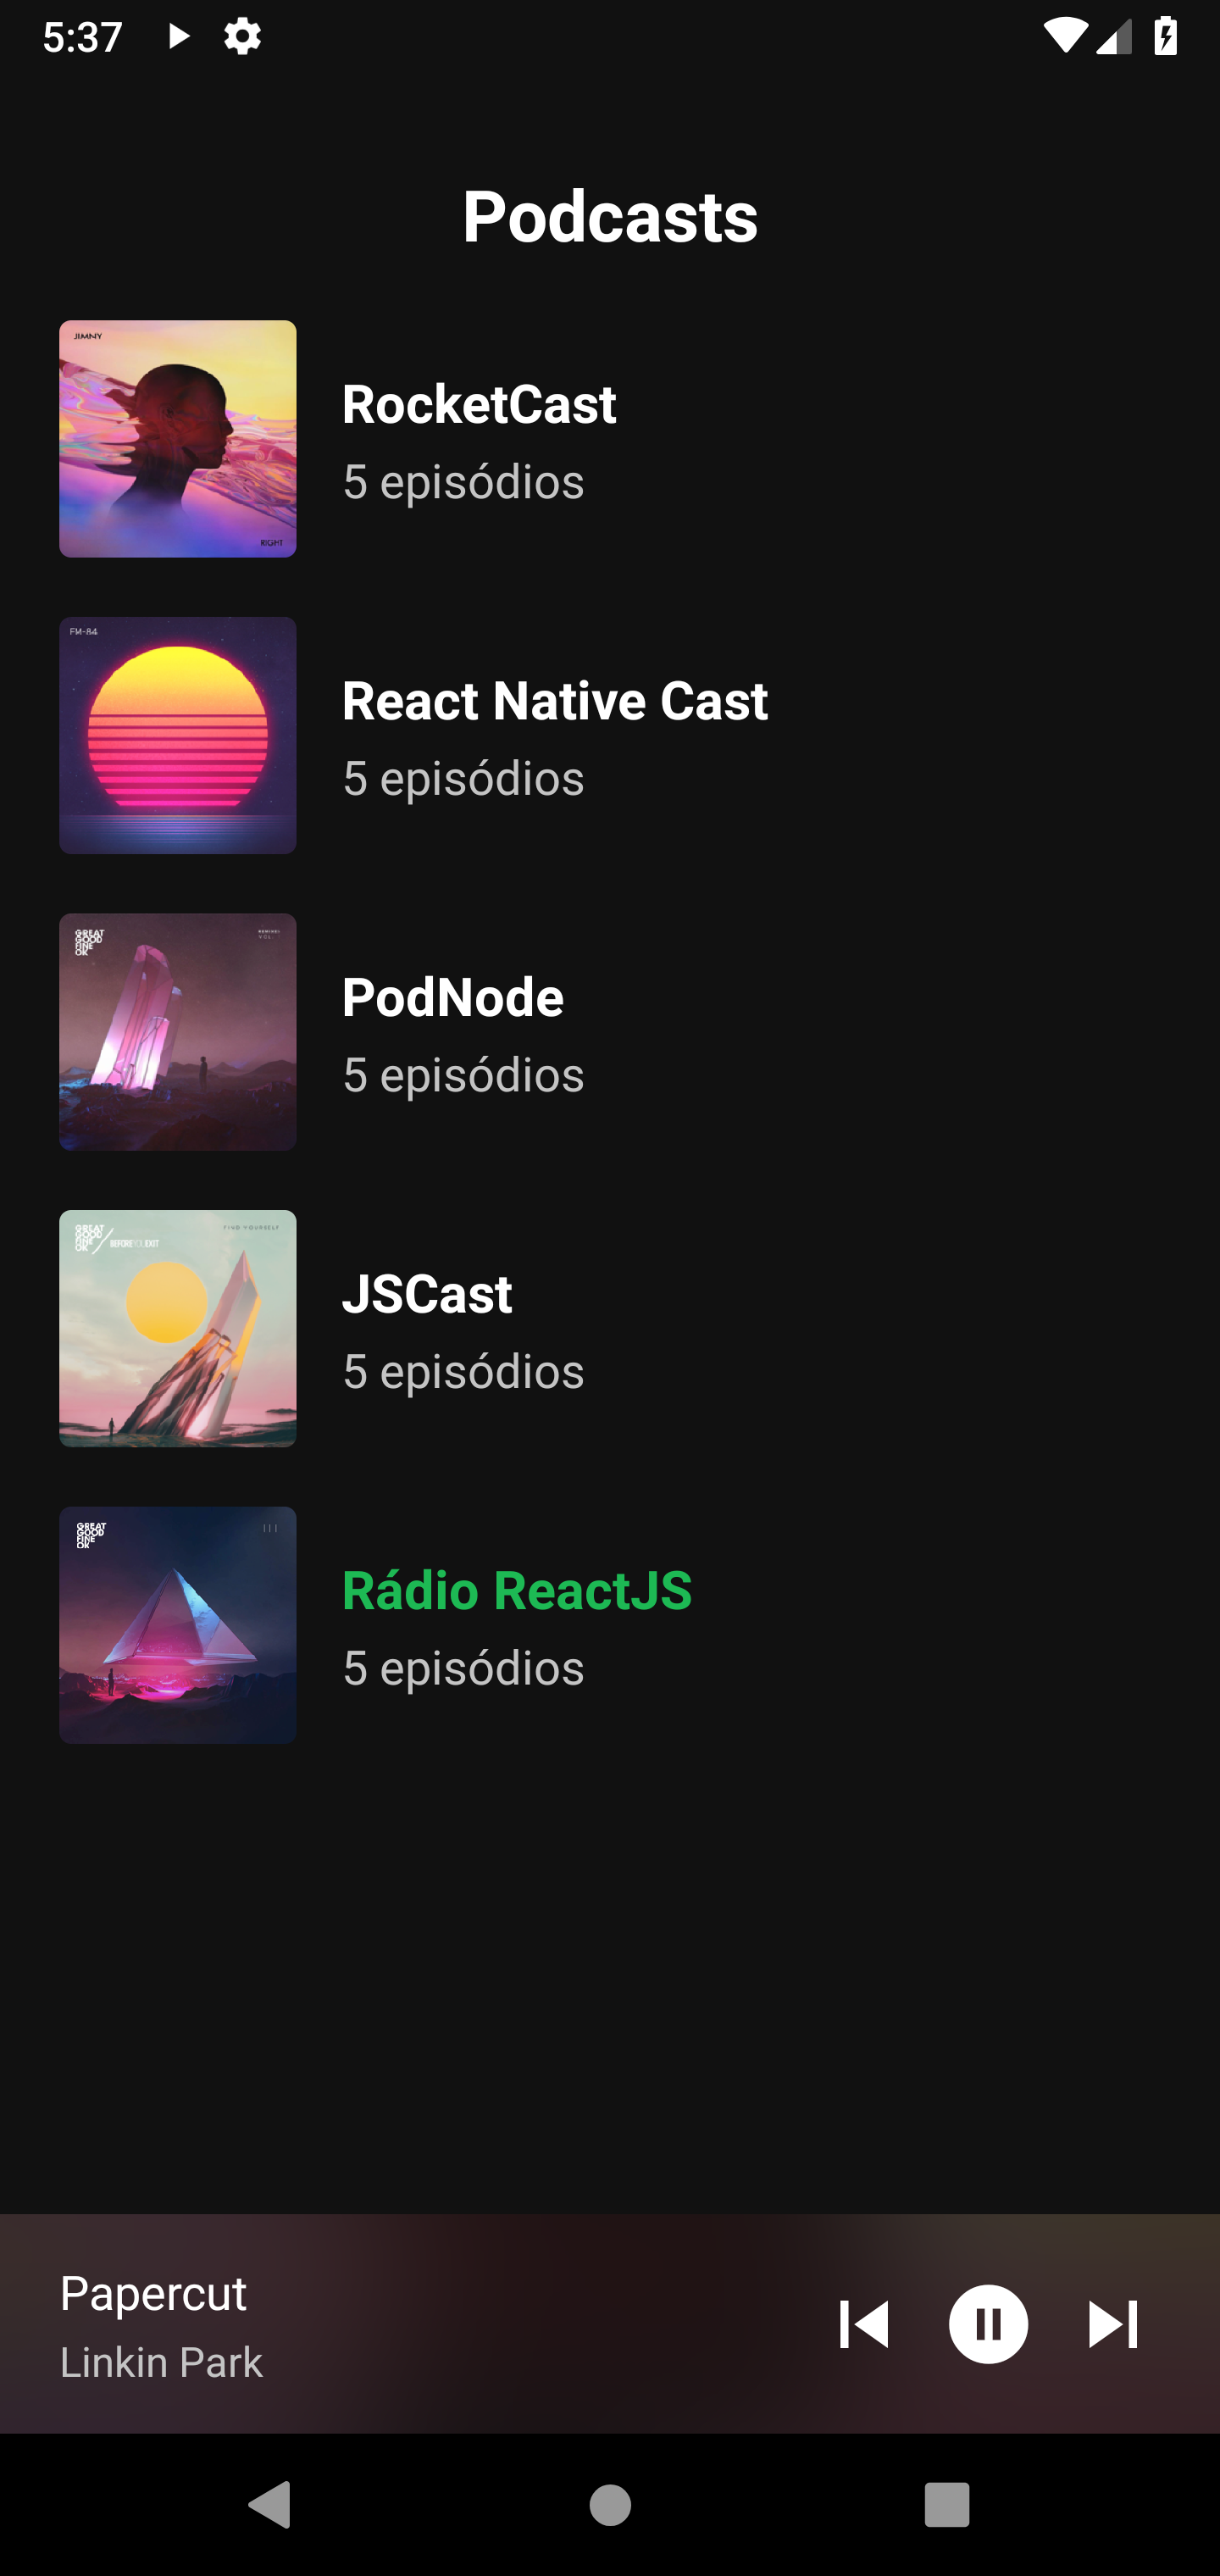 5:37
Podcasts
JIMNY
RIGHT
RocketCast
5 episódios
FM-84
React Native Cast
5 episódios
GREAT
GOOD
FINE
OK
PodNode
5 episódios
GREAT
GOOD
FINE
OK
BEFORE YOU EXIT
FIND YOURSELF
JSCast
5 episódios
GREAT
GOOD
FINE
OK
III
Rádio ReactJS
5 episódios
Papercut
Linkin Park